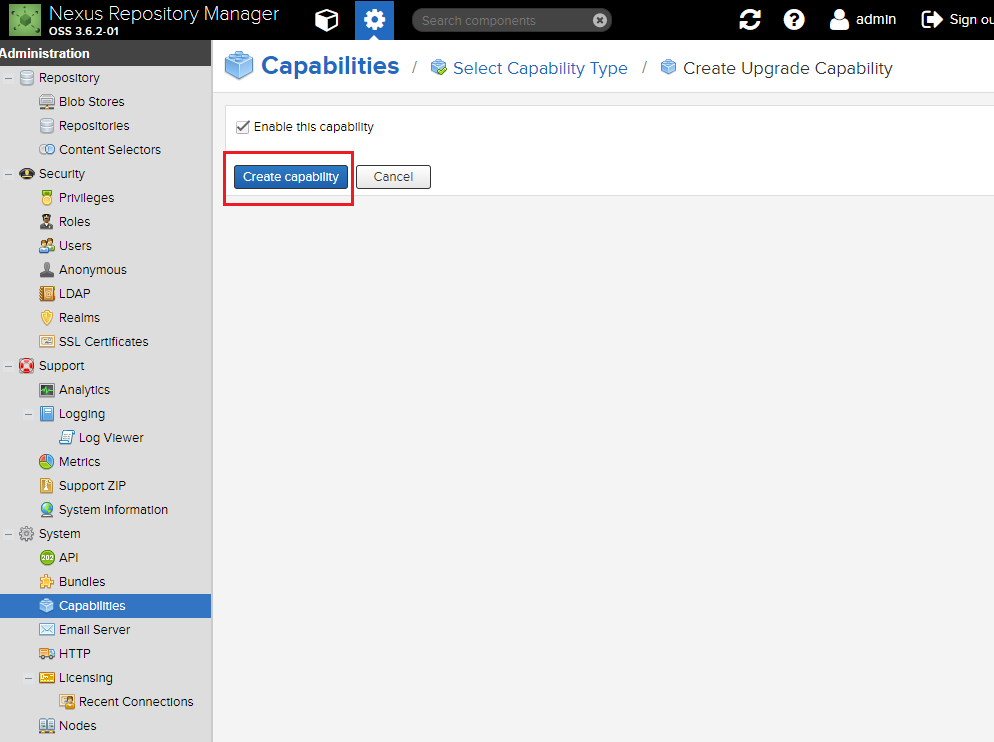 Nexus Repository Manager
OSS 3.6.2-01
Search components
admin
Sign ou
Administration
Repository
Blob Stores
Repositories
Content Selectors
Security
Privileges
Roles
Users
Anonymous
LDAP
Realms
SSL Certificates
Support
Analytics
Logging
Log Viewer
Metrics
Support ZIP
System Information
System
202 API
Bundles
Capabilities
Email Server
HTTP
Licensing
Recent Connections
Nodes
Capabilities / Select Capability Type / Create Upgrade Capability
Enable this capability
Create capability
Cancel